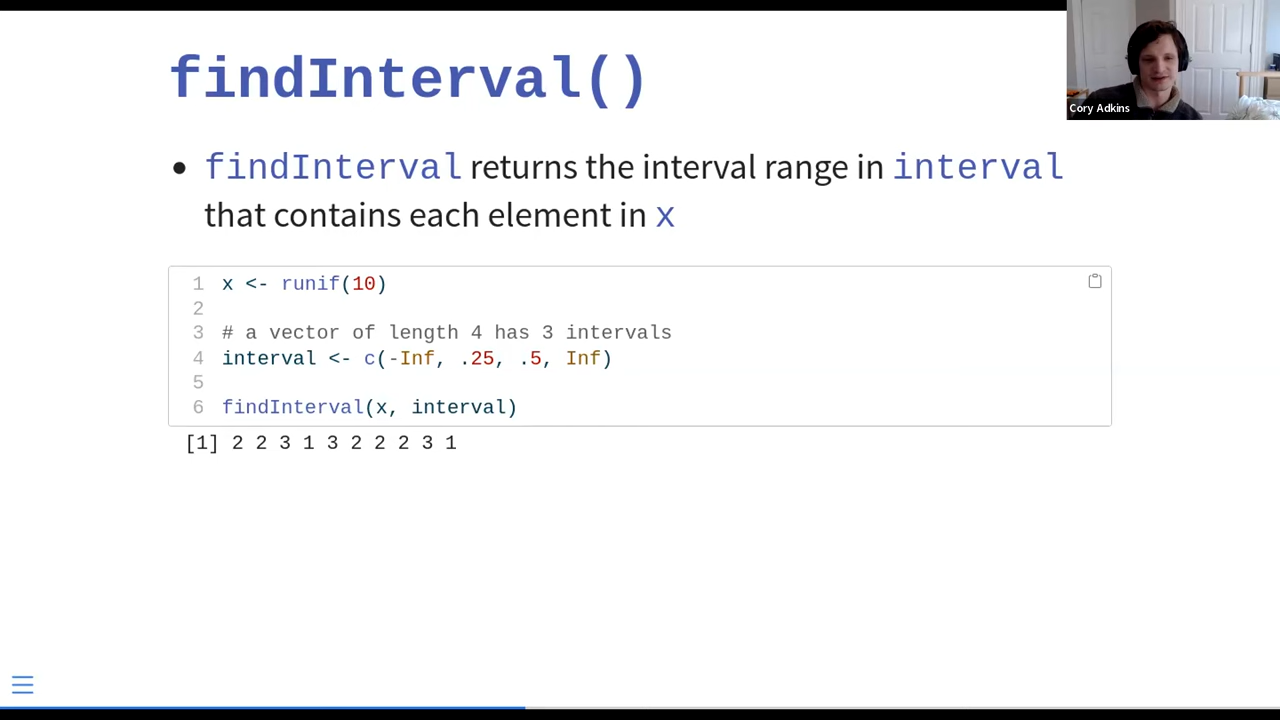 findInterval()
Cory Adkins
• findInterval returns the interval range in interval
that contains each element in x
1 x <- runif(10)
2
3 # a vector of length 4 has 3 intervals
4 interval <- c(-Inf, .25, .5, Inf)
5
6 findInterval(x, interval)
[1] 2 2 3 1 3 2 2 2 3 1